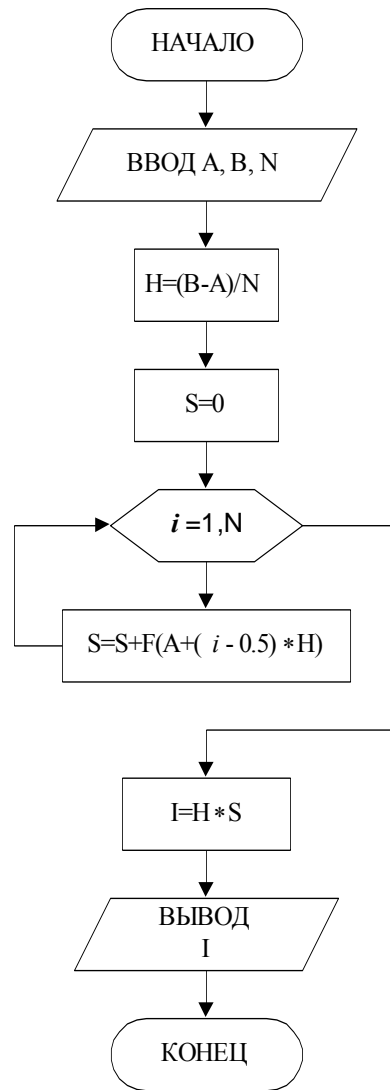 НАЧАЛО
ВВОД A, B, N
H=(B-A)/N
S=0
i =1,N
S=S+F(A+( i - 0.5) ∗H)
I=H∗S
ВЫВОД
I
КОНЕЦ